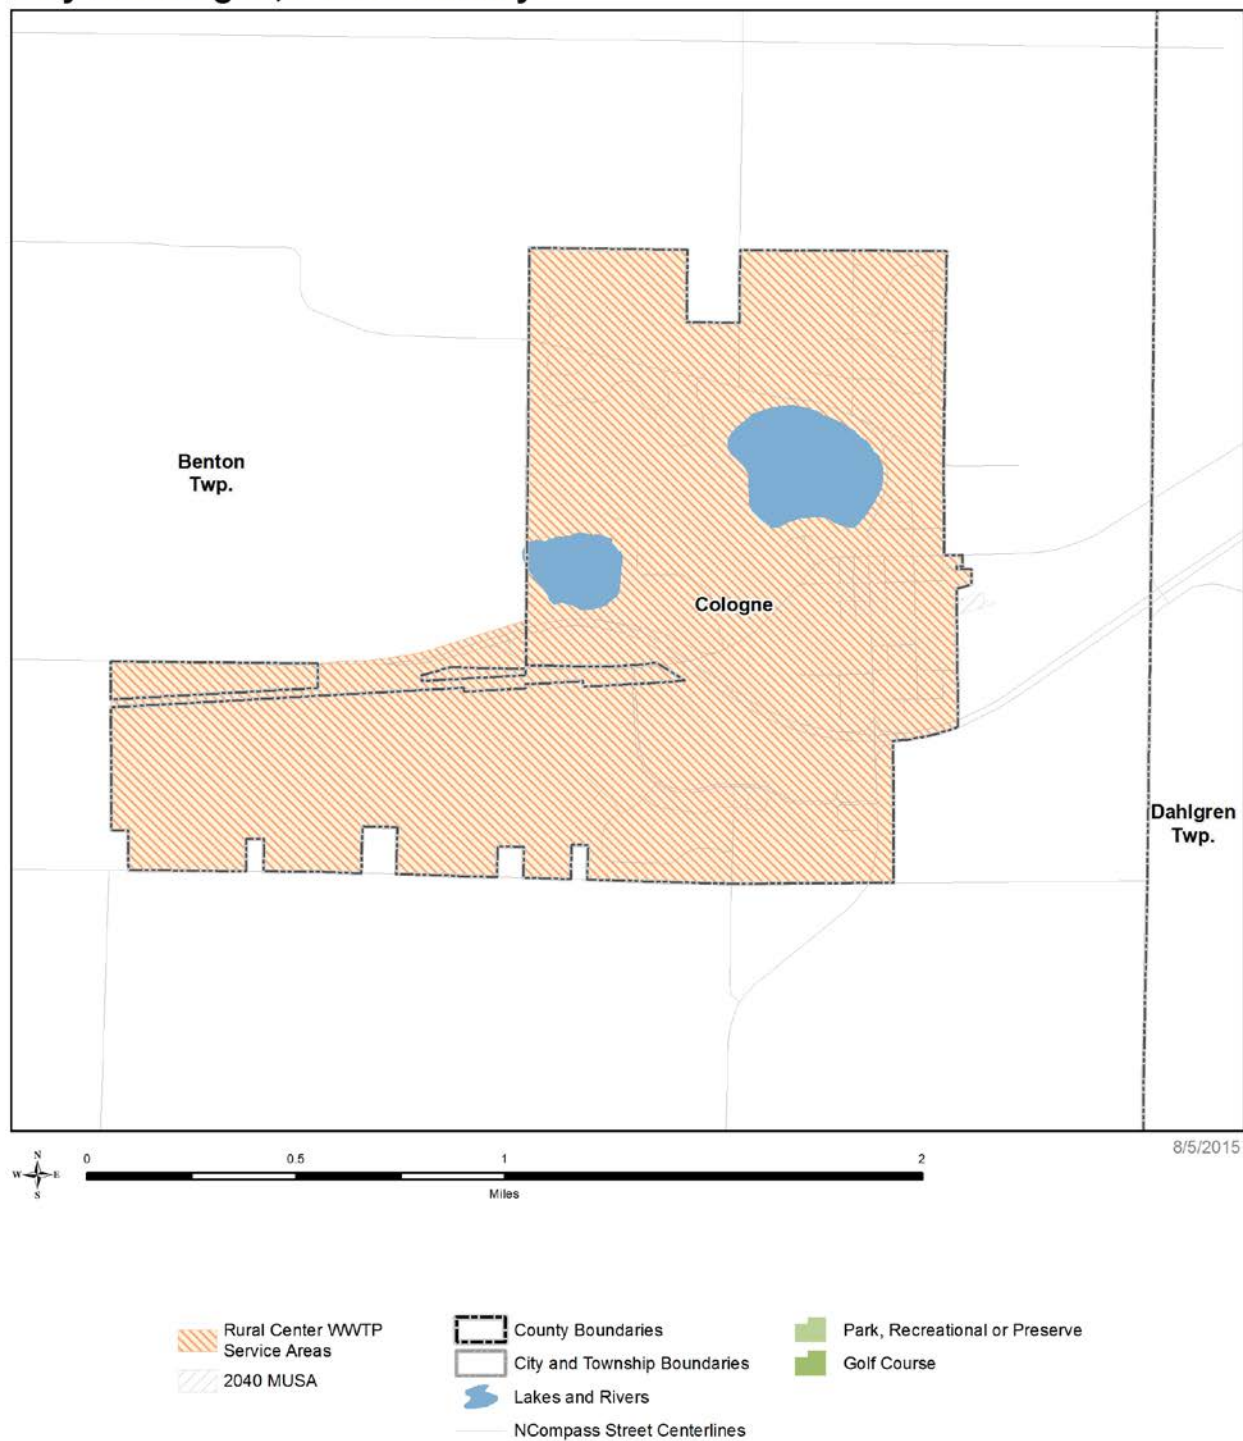 Benton
Twp.
Cologne
Dahlgren
Twp.
8/5/2015
N
W E
S
0 0.5 1 2
Miles
Rural Center WWTP
Service Areas
2040 MUSA
County Boundaries
City and Township Boundaries
Lakes and Rivers
NCompass Street Centerlines
Park, Recreational or Preserve
Golf Course